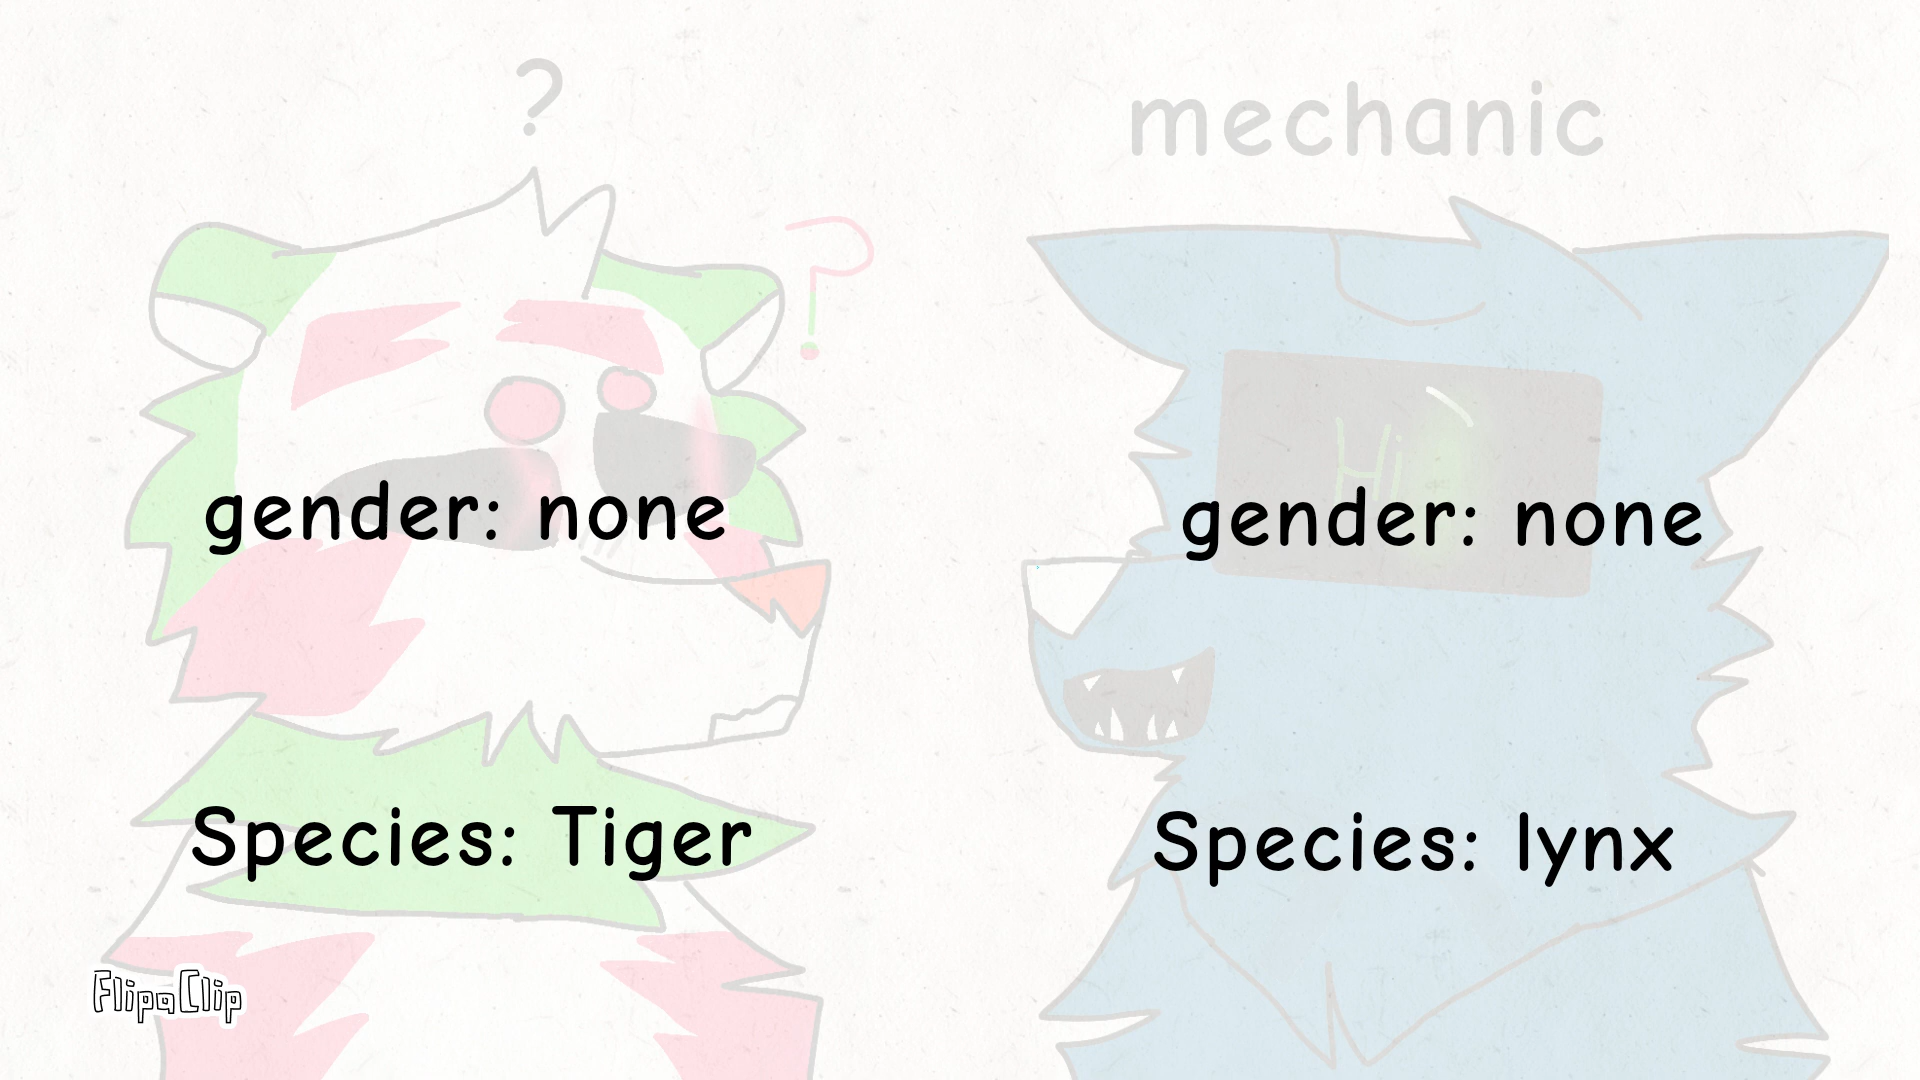 ?
mechanic
?
Hi
gender: none
gender: none
Species: Tiger
Species: lynx
FlipaClip